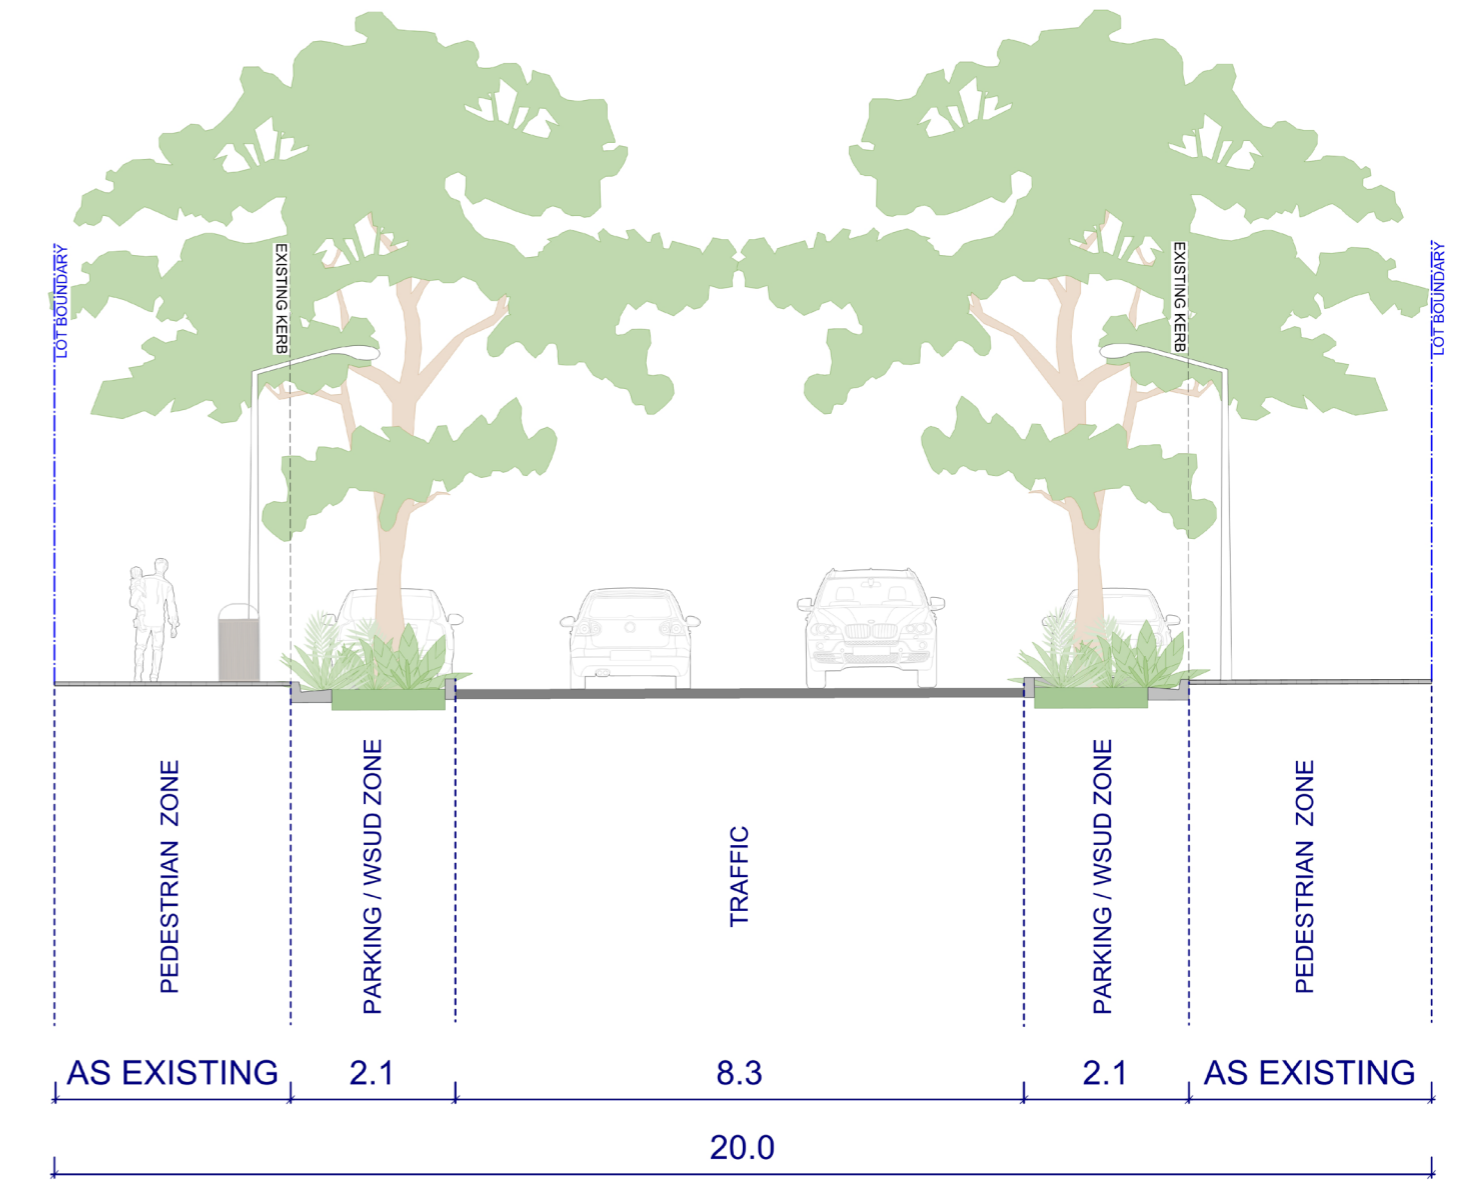 LOT BOUNDARY
EXISTING KERB
EXISTING KERB
LOT BOUNDARY
PEDESTRIAN ZONE
PARKING / WSUD ZONE
TRAFFIC
PARKING / WSUD ZONE
PEDESTRIAN ZONE
AS EXISTING
2.1
8.3
2.1
AS EXISTING
20.0